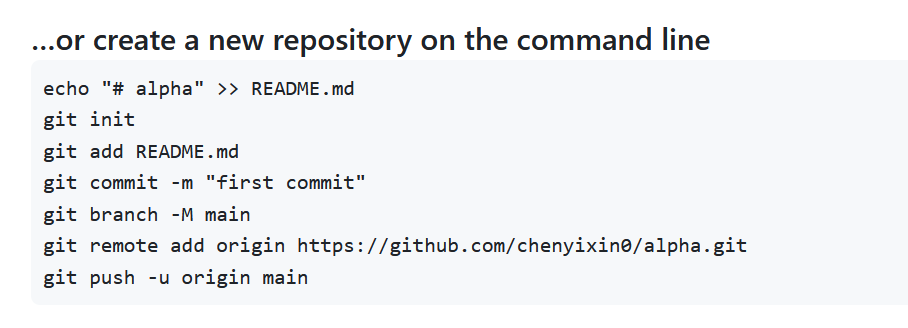 ...or create a new repository on the command line
echo "# alpha" >> README.md
git init
git add README.md
git commit -m "first commit"
git branch -M main
git remote add origin https://github.com/chenyixin0/alpha.git
git push -u origin main